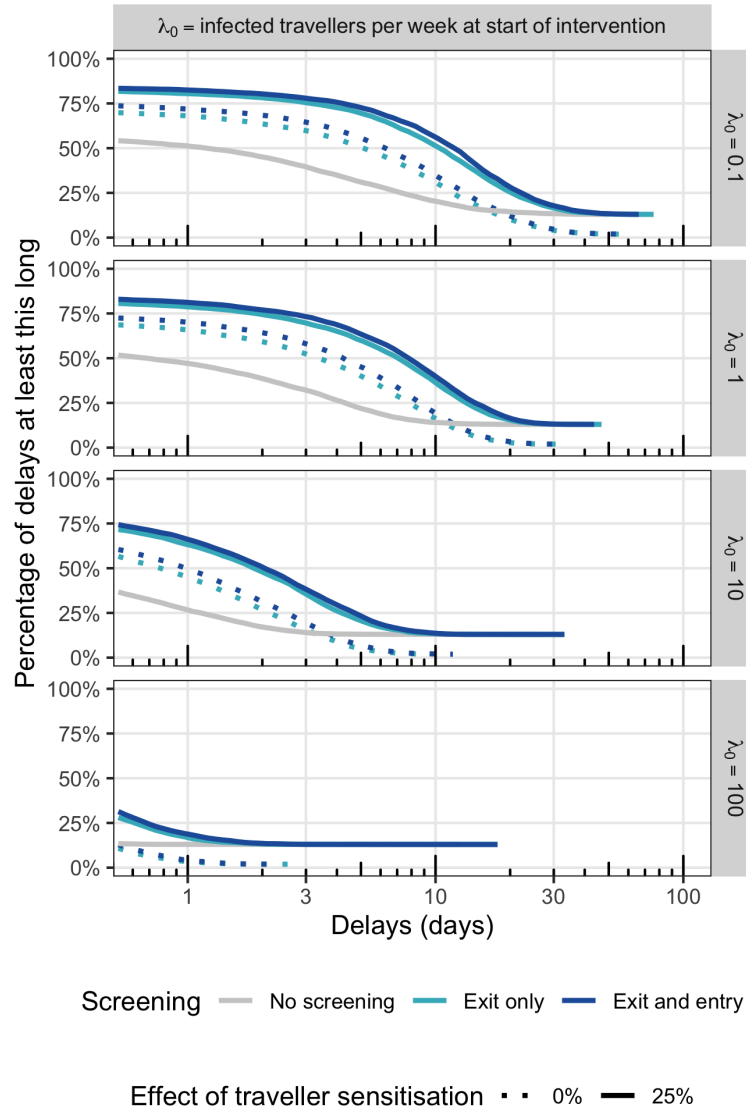 λ₀ = infected travellers per week at start of intervention
Percentage of delays at least this long
100%
75%
50%
25%
0%
λ₀ = 0.1
100%
75%
50%
25%
0%
λ₀ = 1
100%
75%
50%
25%
0%
λ₀ = 10
100%
75%
50%
25%
0%
λ₀ = 100
1 3 10 30 100
Delays (days)
Screening No screening Exit only Exit and entry
Effect of traveller sensitisation 0% 25%